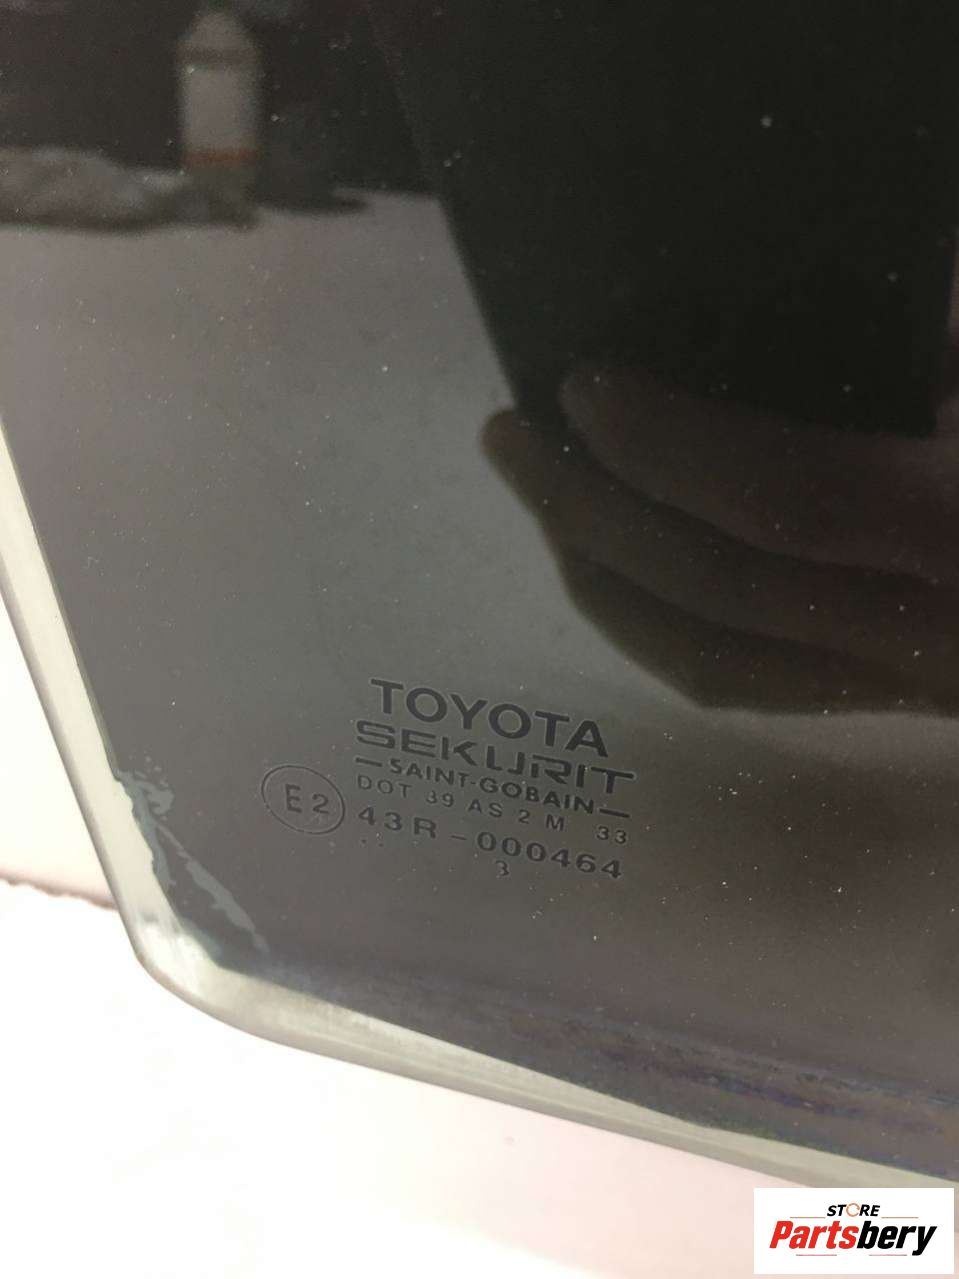 TOYOTA
SEKURIT
SAINT-GOBAIN
DOT 39 AS 2 M 33
E2
43R-000464
3
STORE
Partsbery